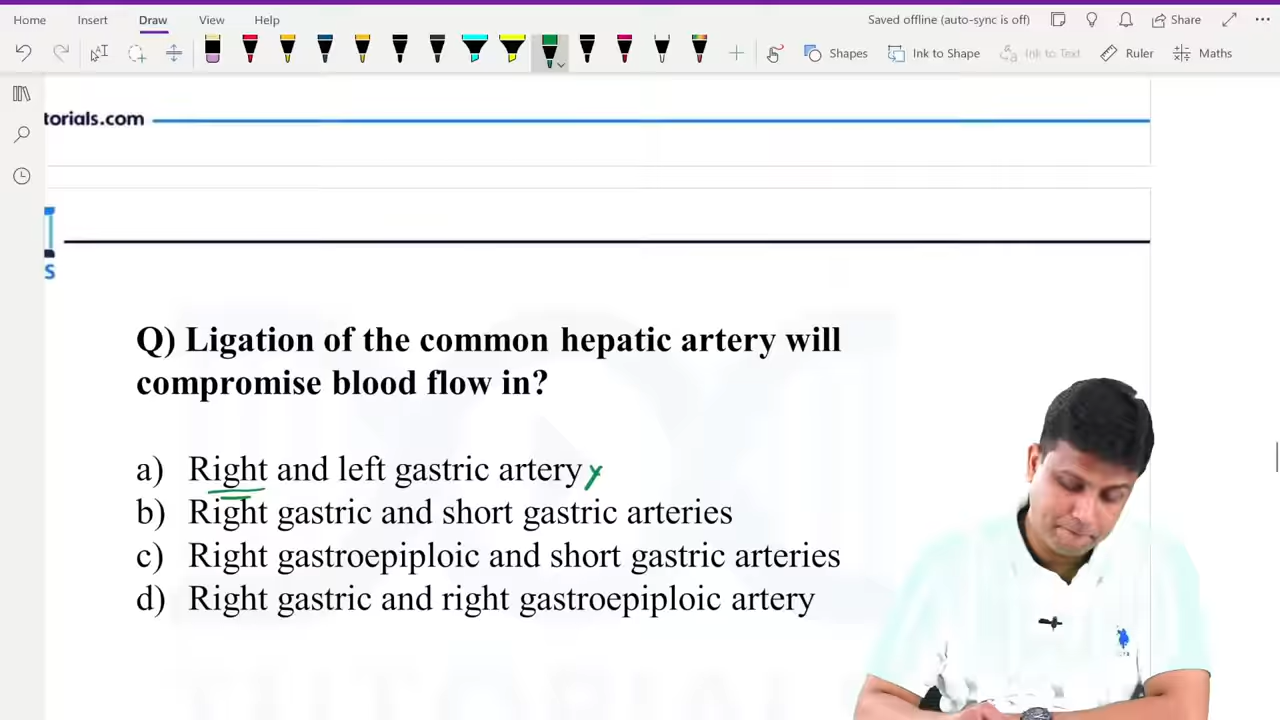 Home Insert Draw View Help Saved offline (auto-sync is off) Share
Shapes Ink to Shape Ink to Text Ruler Maths
torials.com
S
Q) Ligation of the common hepatic artery will
compromise blood flow in?
a) Right and left gastric artery x
b) Right gastric and short gastric arteries
c) Right gastroepiploic and short gastric arteries
d) Right gastric and right gastroepiploic artery